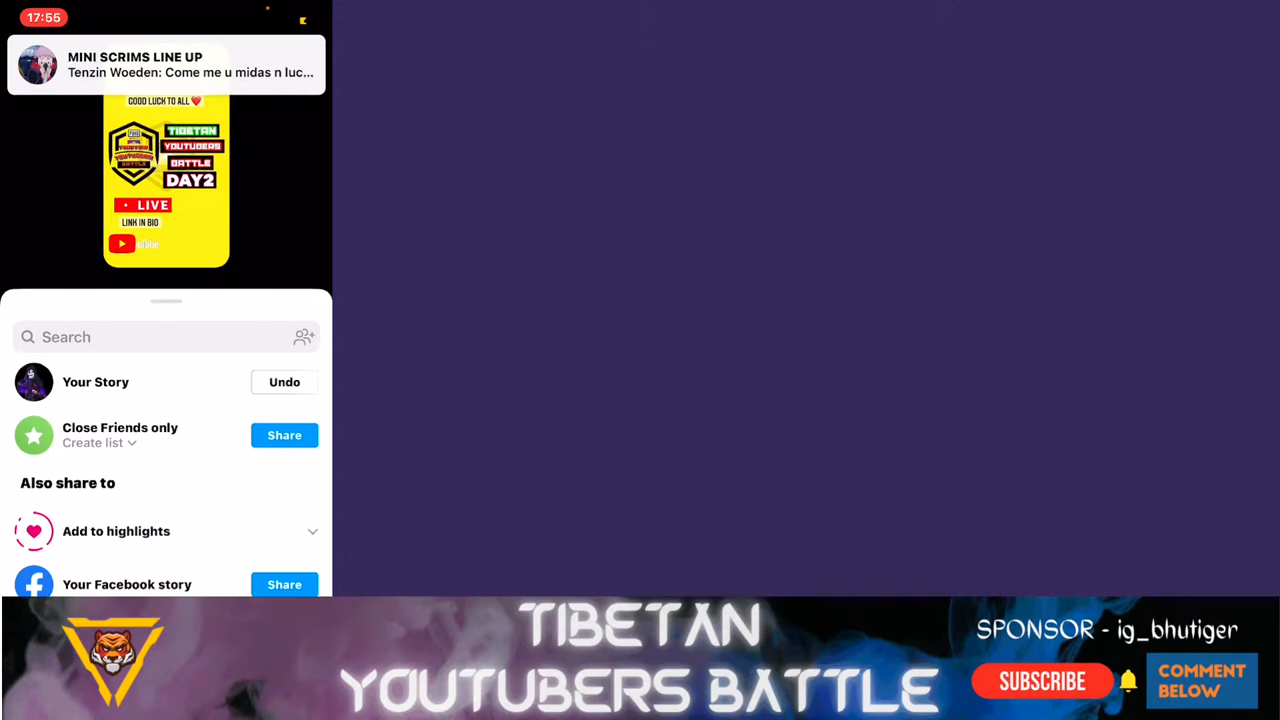 17:55
MINI SCRIMS LINE UP
Tenzin Woeden: Come me u midas n luc...
GOOD LUCK TO ALL ❤️
TIBETAN
YOUTUBERS
BATTLE
DAY2
• LIVE
LINK IN BIO
Search
Your Story
Undo
Close Friends only
Share
Create list
Also share to
Add to highlights
Your Facebook story
Share
TIBETAN
YOUTUBERS BATTLE
SPONSOR - ig_bhutiger
SUBSCRIBE
COMMENT
BELOW